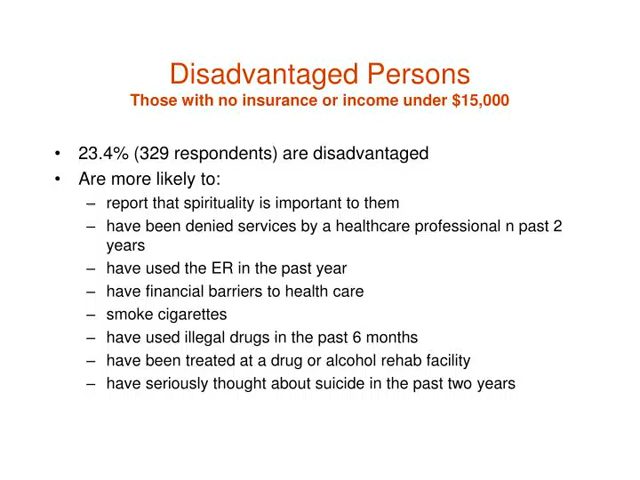 Disadvantaged Persons
Those with no insurance or income under $15,000
• 23.4% (329 respondents) are disadvantaged
• Are more likely to:
– report that spirituality is important to them
– have been denied services by a healthcare professional n past 2
years
– have used the ER in the past year
– have financial barriers to health care
– smoke cigarettes
– have used illegal drugs in the past 6 months
– have been treated at a drug or alcohol rehab facility
– have seriously thought about suicide in the past two years